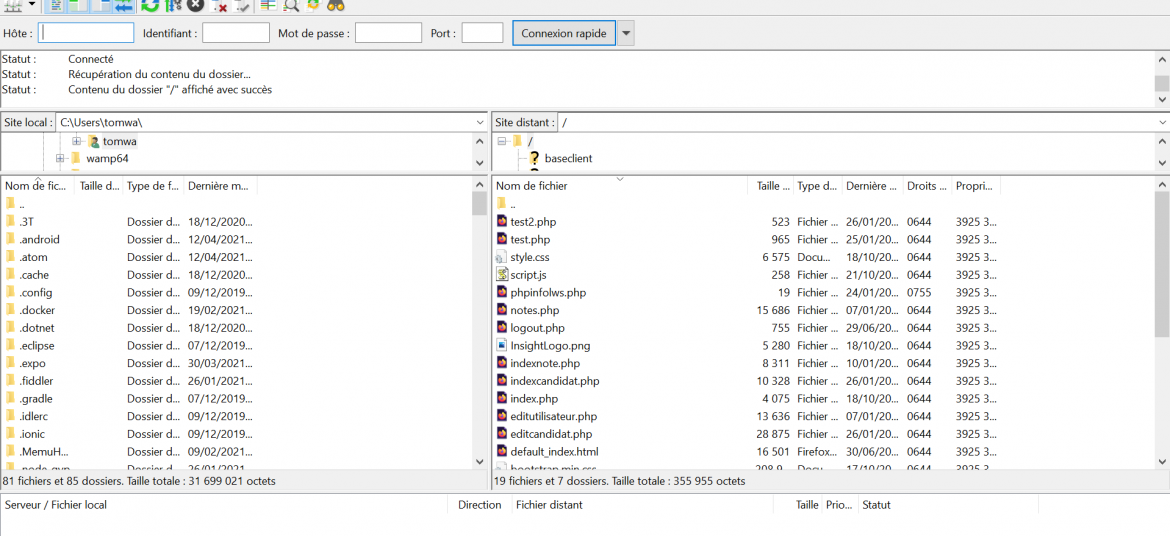 Hôte : Identifiant : Mot de passe : Port : Connexion rapide
Statut : Connecté
Statut : Récupération du contenu du dossier...
Statut : Contenu du dossier "/" affiché avec succès
Site local : C:\Users\tomwa\
tomwa
wamp64
Nom de fic... Taille d... Type de f... Dernière m...
..
.3T Dossier d... 18/12/2020...
.android Dossier d... 12/04/2021...
.atom Dossier d... 12/04/2021...
.cache Dossier d... 18/12/2020...
.config Dossier d... 09/12/2019...
.docker Dossier d... 19/02/2021...
.dotnet Dossier d... 18/12/2020...
.eclipse Dossier d... 07/12/2019...
.expo Dossier d... 30/03/2021...
.fiddler Dossier d... 26/01/2021...
.gradle Dossier d... 07/12/2019...
.idlerc Dossier d... 09/12/2019...
.ionic Dossier d... 09/12/2019...
.MemuH... Dossier d... 09/02/2021...
.node-gyp Dossier d... 26/01/2021
81 fichiers et 85 dossiers. Taille totale : 31 699 021 octets
Site distant : /
/
baseclient
Nom de fichier Taille ... Type d... Dernière ... Droits ... Propri...
..
test2.php 523 Fichier ... 26/01/20... 0644 3925 3...
test.php 965 Fichier ... 25/01/20... 0644 3925 3...
style.css 6 575 Docu... 18/10/20... 0644 3925 3...
script.js 258 Fichier ... 21/10/20... 0644 3925 3...
phpinfolws.php 19 Fichier ... 24/01/20... 0755 3925 3...
notes.php 15 686 Fichier ... 07/01/20... 0644 3925 3...
logout.php 755 Fichier ... 29/06/20... 0644 3925 3...
InsightLogo.png 5 280 Fichier ... 18/10/20... 0644 3925 3...
indexnote.php 8 311 Fichier ... 10/01/20... 0644 3925 3...
indexcandidat.php 10 328 Fichier ... 26/01/20... 0644 3925 3...
index.php 4 075 Fichier ... 18/10/20... 0644 3925 3...
editutilisateur.php 13 636 Fichier ... 07/01/20... 0644 3925 3...
editcandidat.php 28 875 Fichier ... 26/01/20... 0644 3925 3...
default_index.html 16 501 Firefox... 30/06/20... 0644 3925 3...
bootstrap.min.css 208 9... Docu... 17/10/20... 0644 3925 3...
19 fichiers et 7 dossiers. Taille totale : 355 955 octets
Serveur / Fichier local Direction Fichier distant Taille Prio... Statut